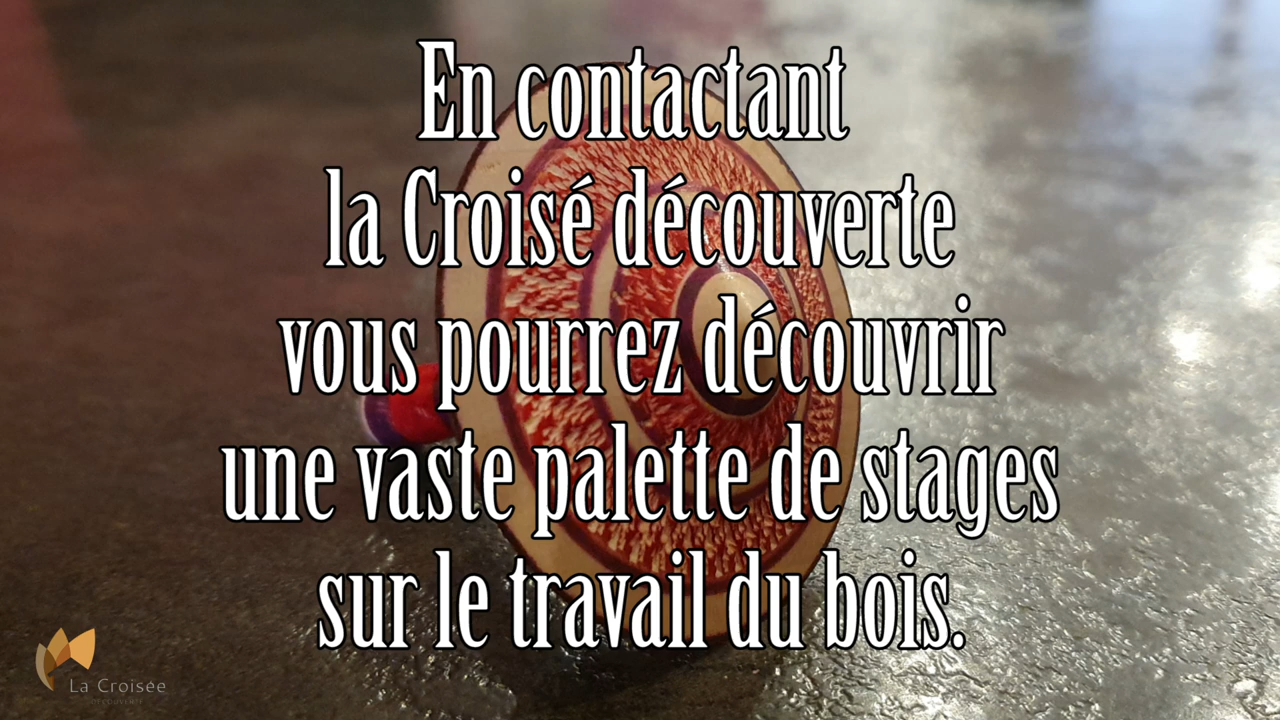 En contactant
la Croisé découverte
vous pourrez découvrir
une vaste palette de stages
sur le travail du bois.
La Croisée
DÉCOUVERTE